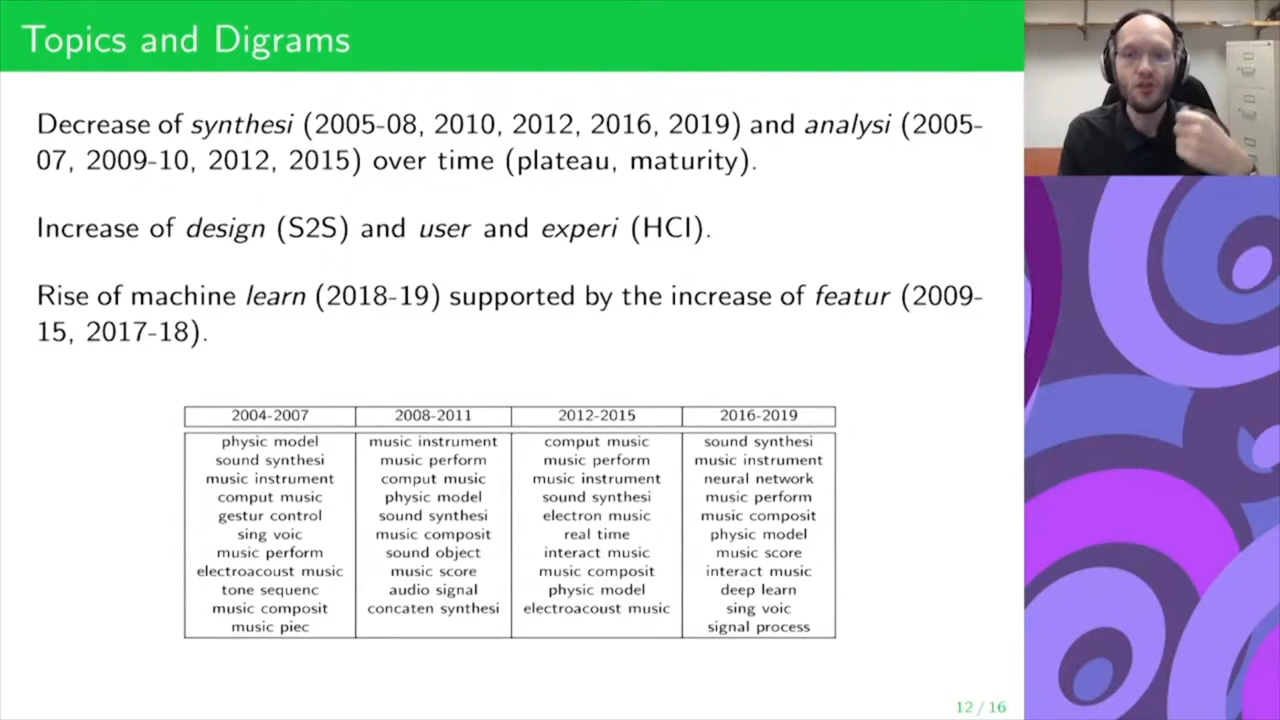 Topics and Digrams
Decrease of synthesi (2005-08, 2010, 2012, 2016, 2019) and analysi (2005-
07, 2009-10, 2012, 2015) over time (plateau, maturity).
Increase of design (S2S) and user and experi (HCI).
Rise of machine learn (2018-19) supported by the increase of featur (2009-
15, 2017-18).
2004-2007 2008-2011 2012-2015 2016-2019
physic model music instrument comput music sound synthesi
sound synthesi music perform music perform music instrument
music instrument comput music music instrument neural network
comput music physic model sound synthesi music perform
gestur control sound synthesi electron music music composit
sing voic music composit real time physic model
music perform sound object interact music music score
electroacoust music music score music composit interact music
tone sequenc audio signal physic model deep learn
music composit concaten synthesi electroacoust music sing voic
music piec signal process
12 / 16